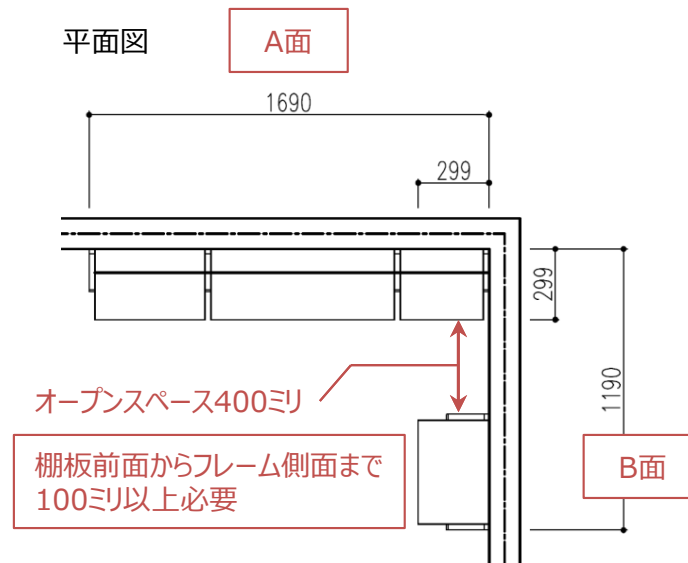 平面図
A面
1690
299
299
1190
オープンスペース400ミリ
棚板前面からフレーム側面まで
100ミリ以上必要
B面